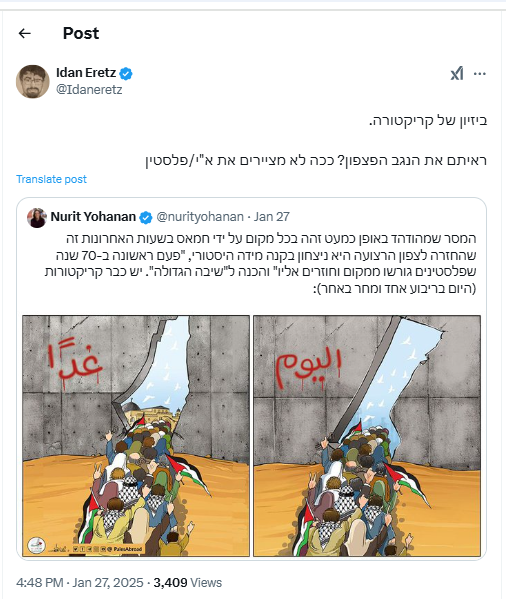 Post
Idan Eretz
@Idaneretz
ביזיון של קריקטורה.
ראיתם את הנגב הפצפון? ככה לא מציירים את א"י/פלסטין
Translate post
Nurit Yohanan @nurityohanan · Jan 27
המסר שמהודהד באופן כמעט זהה בכל מקום על ידי חמאס בשעות האחרונות זה
שהחזרה לצפון הרצועה היא ניצחון בקנה מידה היסטורי, "פעם ראשונה ב-70 שנה
שפלסטינים גורשו ממקום וחוזרים אליו" והכנה ל"שיבה הגדולה". יש כבר קריקטורות
(היום בריבוע אחד ומחר באחר):
اليوم
غدًا
@ PalesAbroad
4:48 PM · Jan 27, 2025 · 3,409 Views